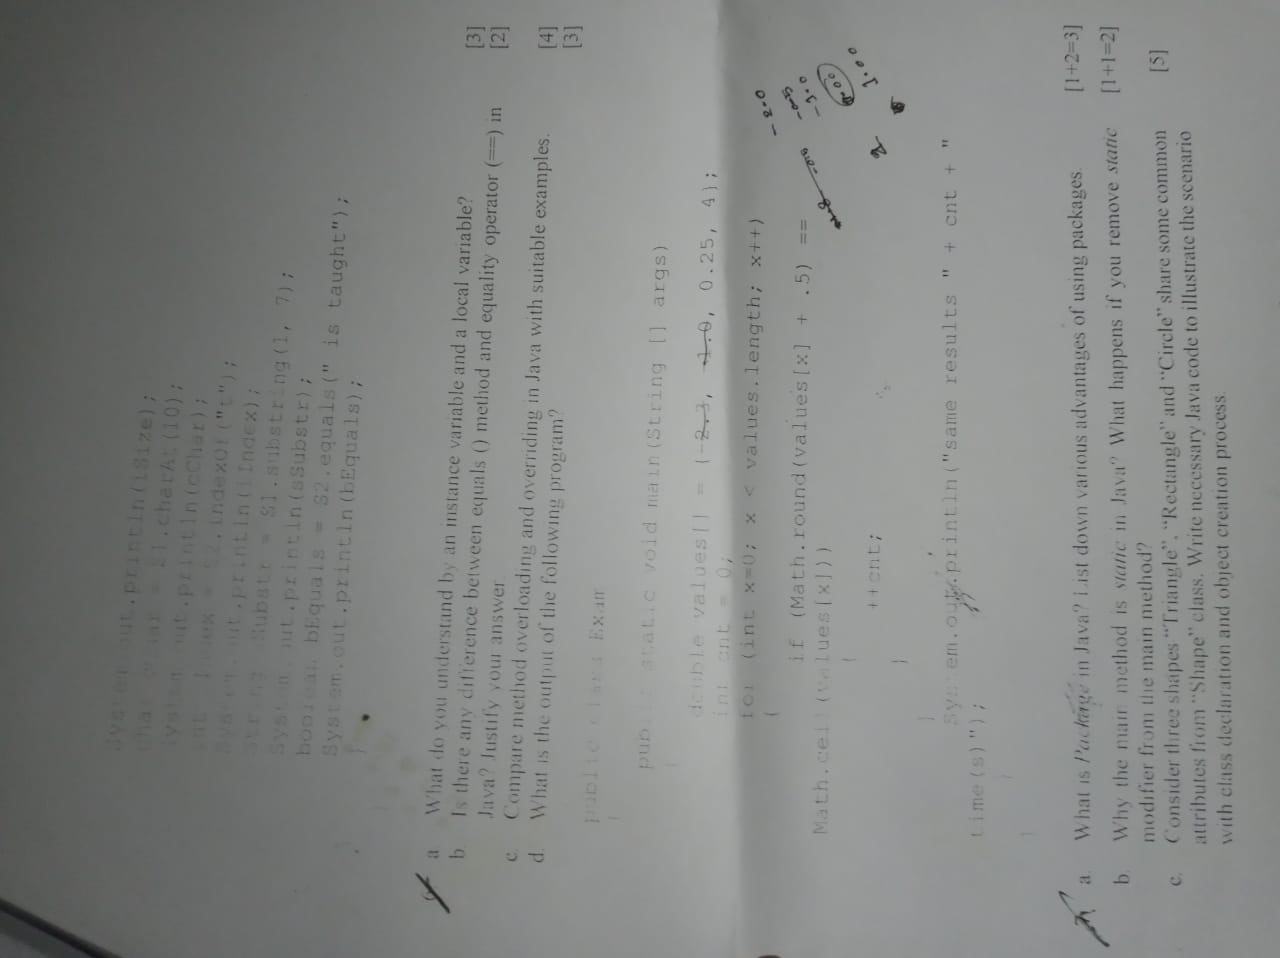 System.out.println(iSize);
char cChar = S1.charAt(10);
System.out.println(cChar);
int iIndex = S2.indexOf("t");
System.out.println(iIndex);
String sSubstr = S1.substring(1, 7);
System.out.println(sSubstr);
boolean bEquals = S2.equals(" is taught");
System.out.println(bEquals);
}
}
a. What do you understand by an instance variable and a local variable? [3]
b. Is there any difference between equals () method and equality operator (==) in [2]
Java? Justify your answer.
c. Compare method overloading and overriding in Java with suitable examples. [4]
d. What is the output of the following program? [3]
public class Exam
{
public static void main(String [] args)
{
double values[] = {-2.3, -1.0, 0.25, 4};
int cnt = 0;
for (int x=0; x < values.length; x++)
{
if (Math.round(values[x] + .5) ==
Math.ceil(values[x]))
{
++cnt;
}
}
System.out.println("same results " + cnt + "
time(s)");
}
}
-2.0
-3.0
1.00
2
a. What is Package in Java? List down various advantages of using packages. [1+2=3]
b. Why the main method is static in Java? What happens if you remove static [1+1=2]
modifier from the main method?
c. Consider three shapes "Triangle", "Rectangle" and "Circle" share some common [5]
attributes from "Shape" class. Write necessary Java code to illustrate the scenario
with class declaration and object creation process.